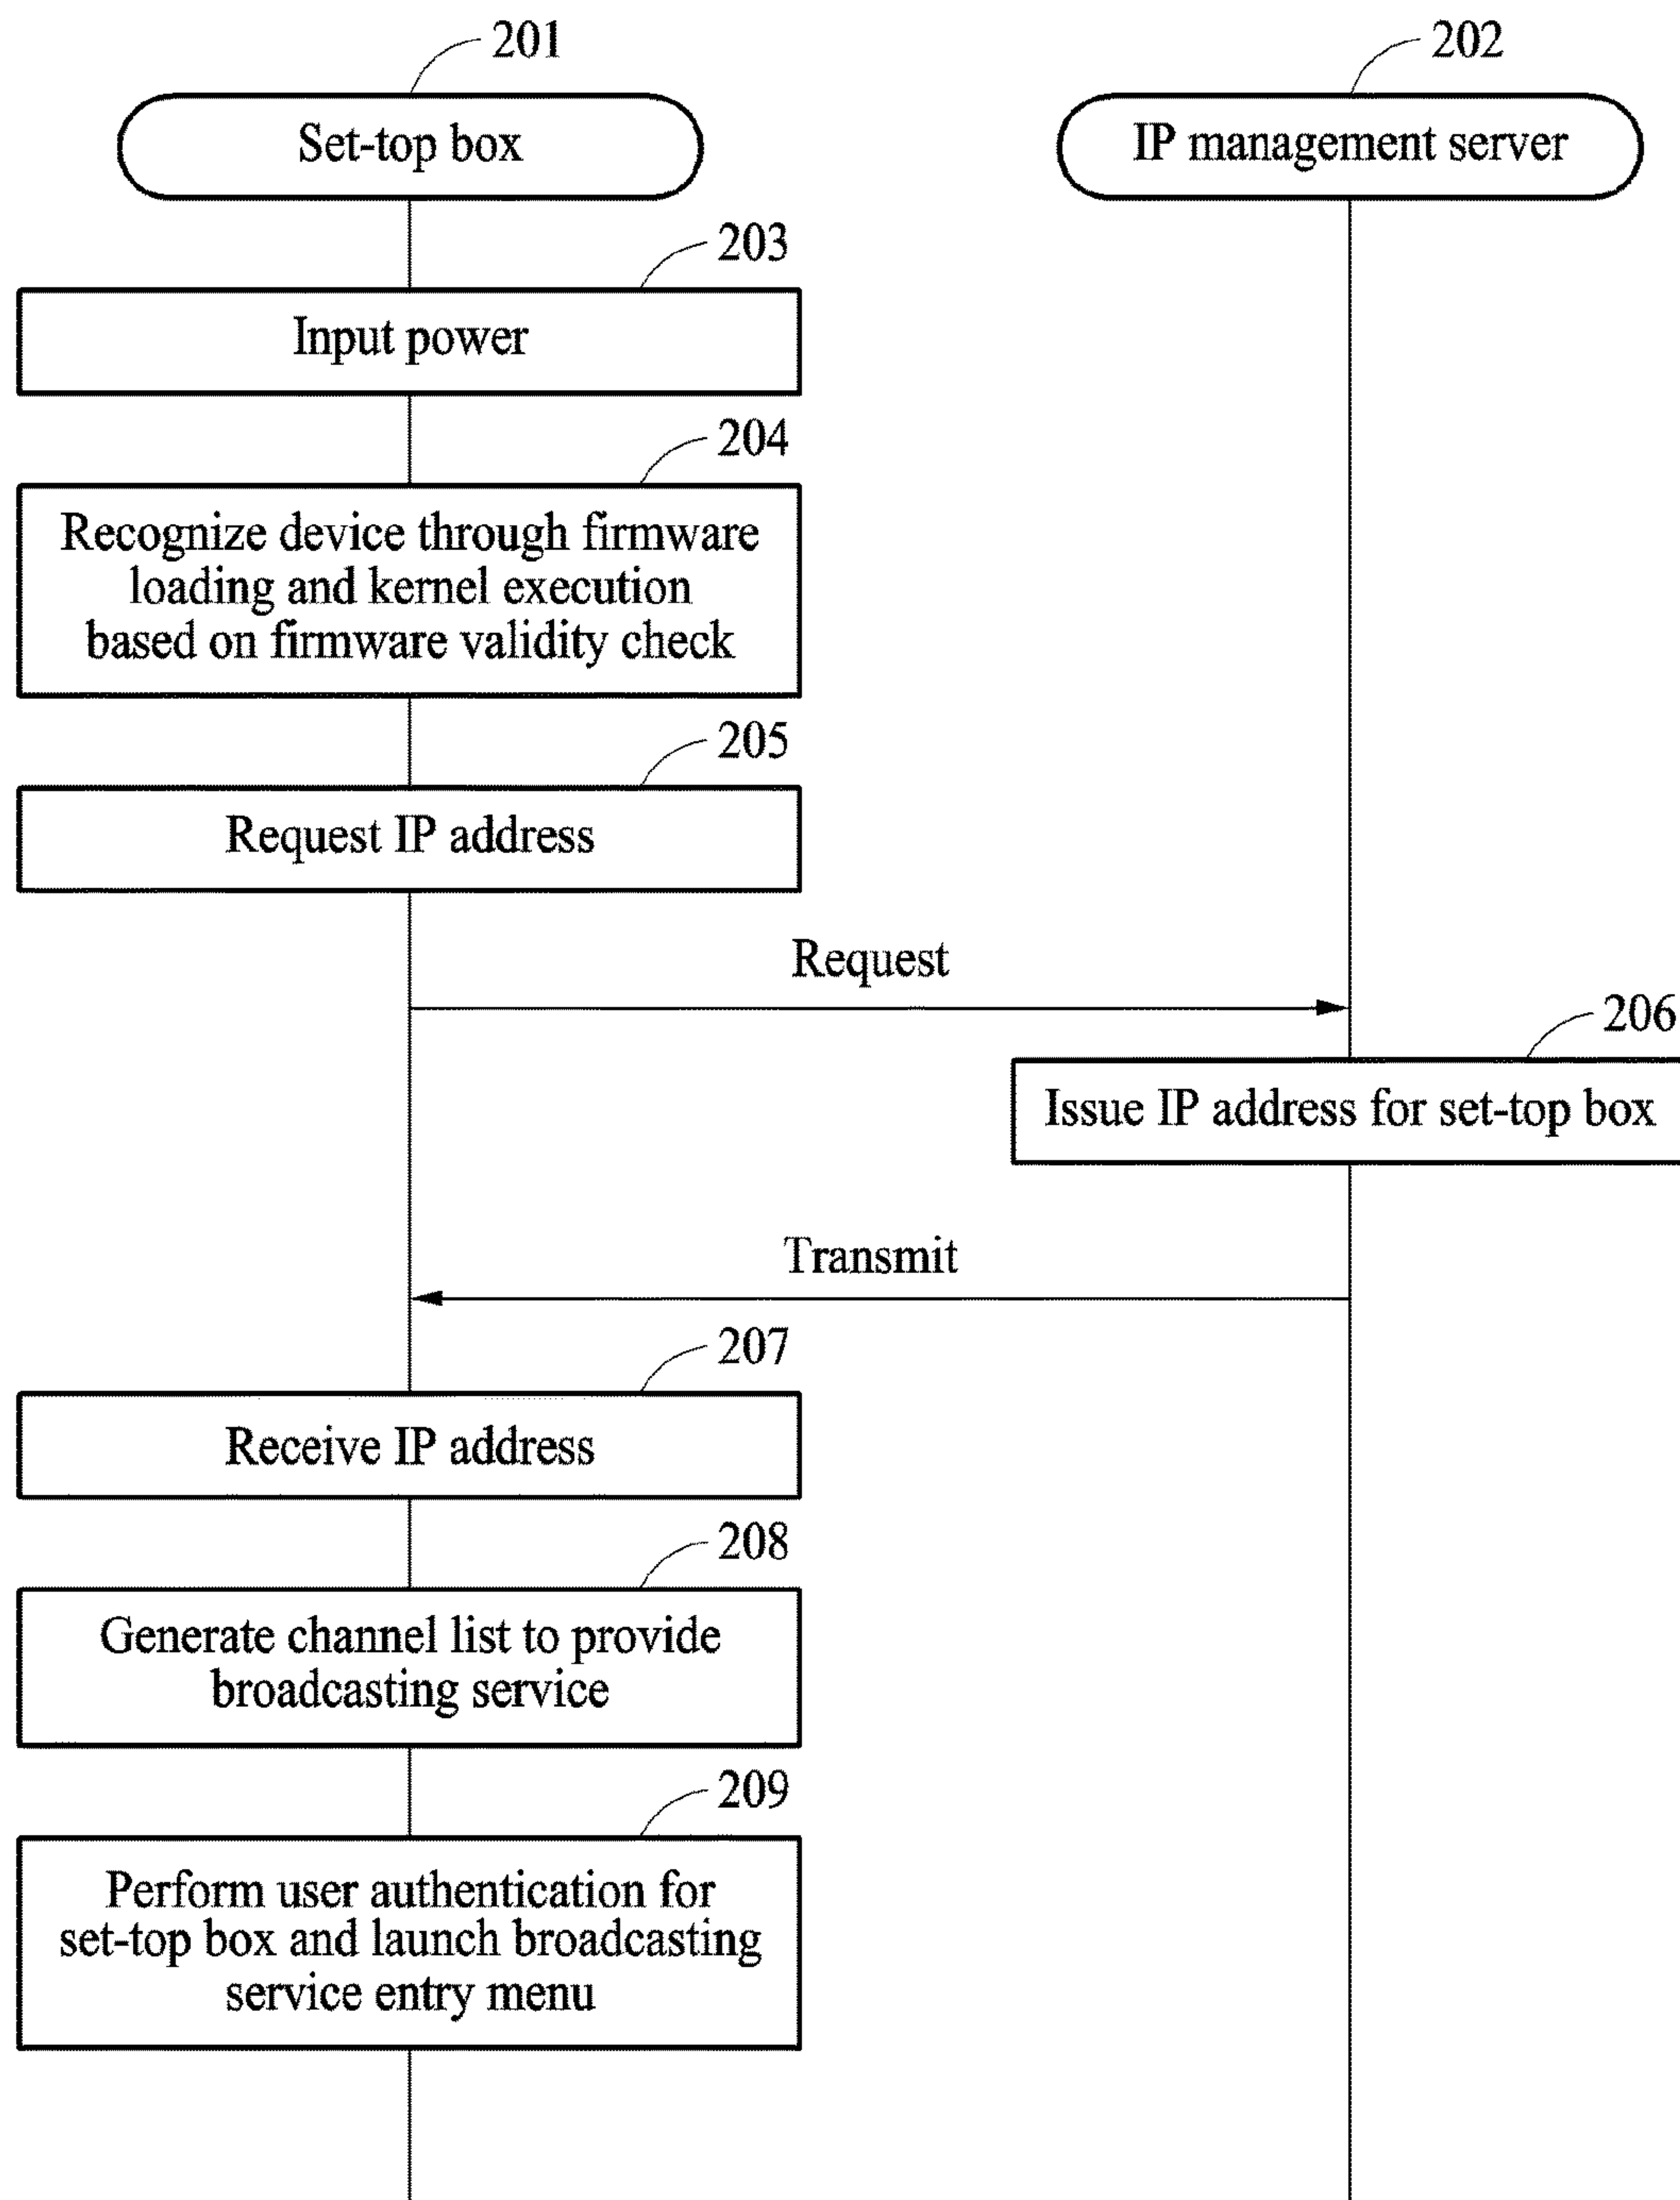 201
202
Set-top box
IP management server
203
Input power
204
Recognize device through firmware
loading and kernel execution
based on firmware validity check
205
Request IP address
Request
206
Issue IP address for set-top box
Transmit
207
Receive IP address
208
Generate channel list to provide
broadcasting service
209
Perform user authentication for
set-top box and launch broadcasting
service entry menu